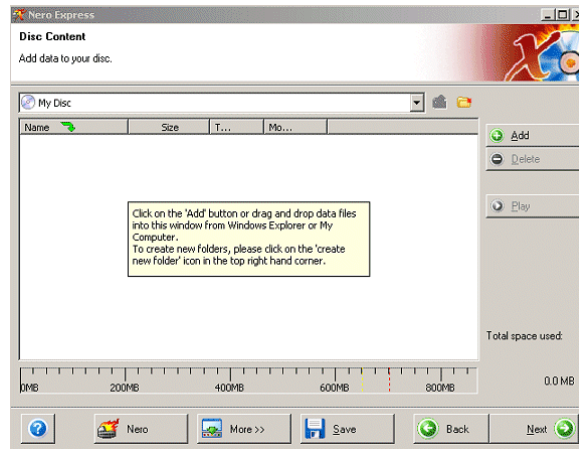 Nero Express
Disc Content
Add data to your disc.
My Disc
Name Size T... Mo...
Add
Delete
Play
Click on the 'Add' button or drag and drop data files
into this window from Windows Explorer or My
Computer.
To create new folders, please click on the 'create
new folder' icon in the top right hand corner.
Total space used:
0MB 200MB 400MB 600MB 800MB
0.0 MB
? Nero More >> Save Back Next